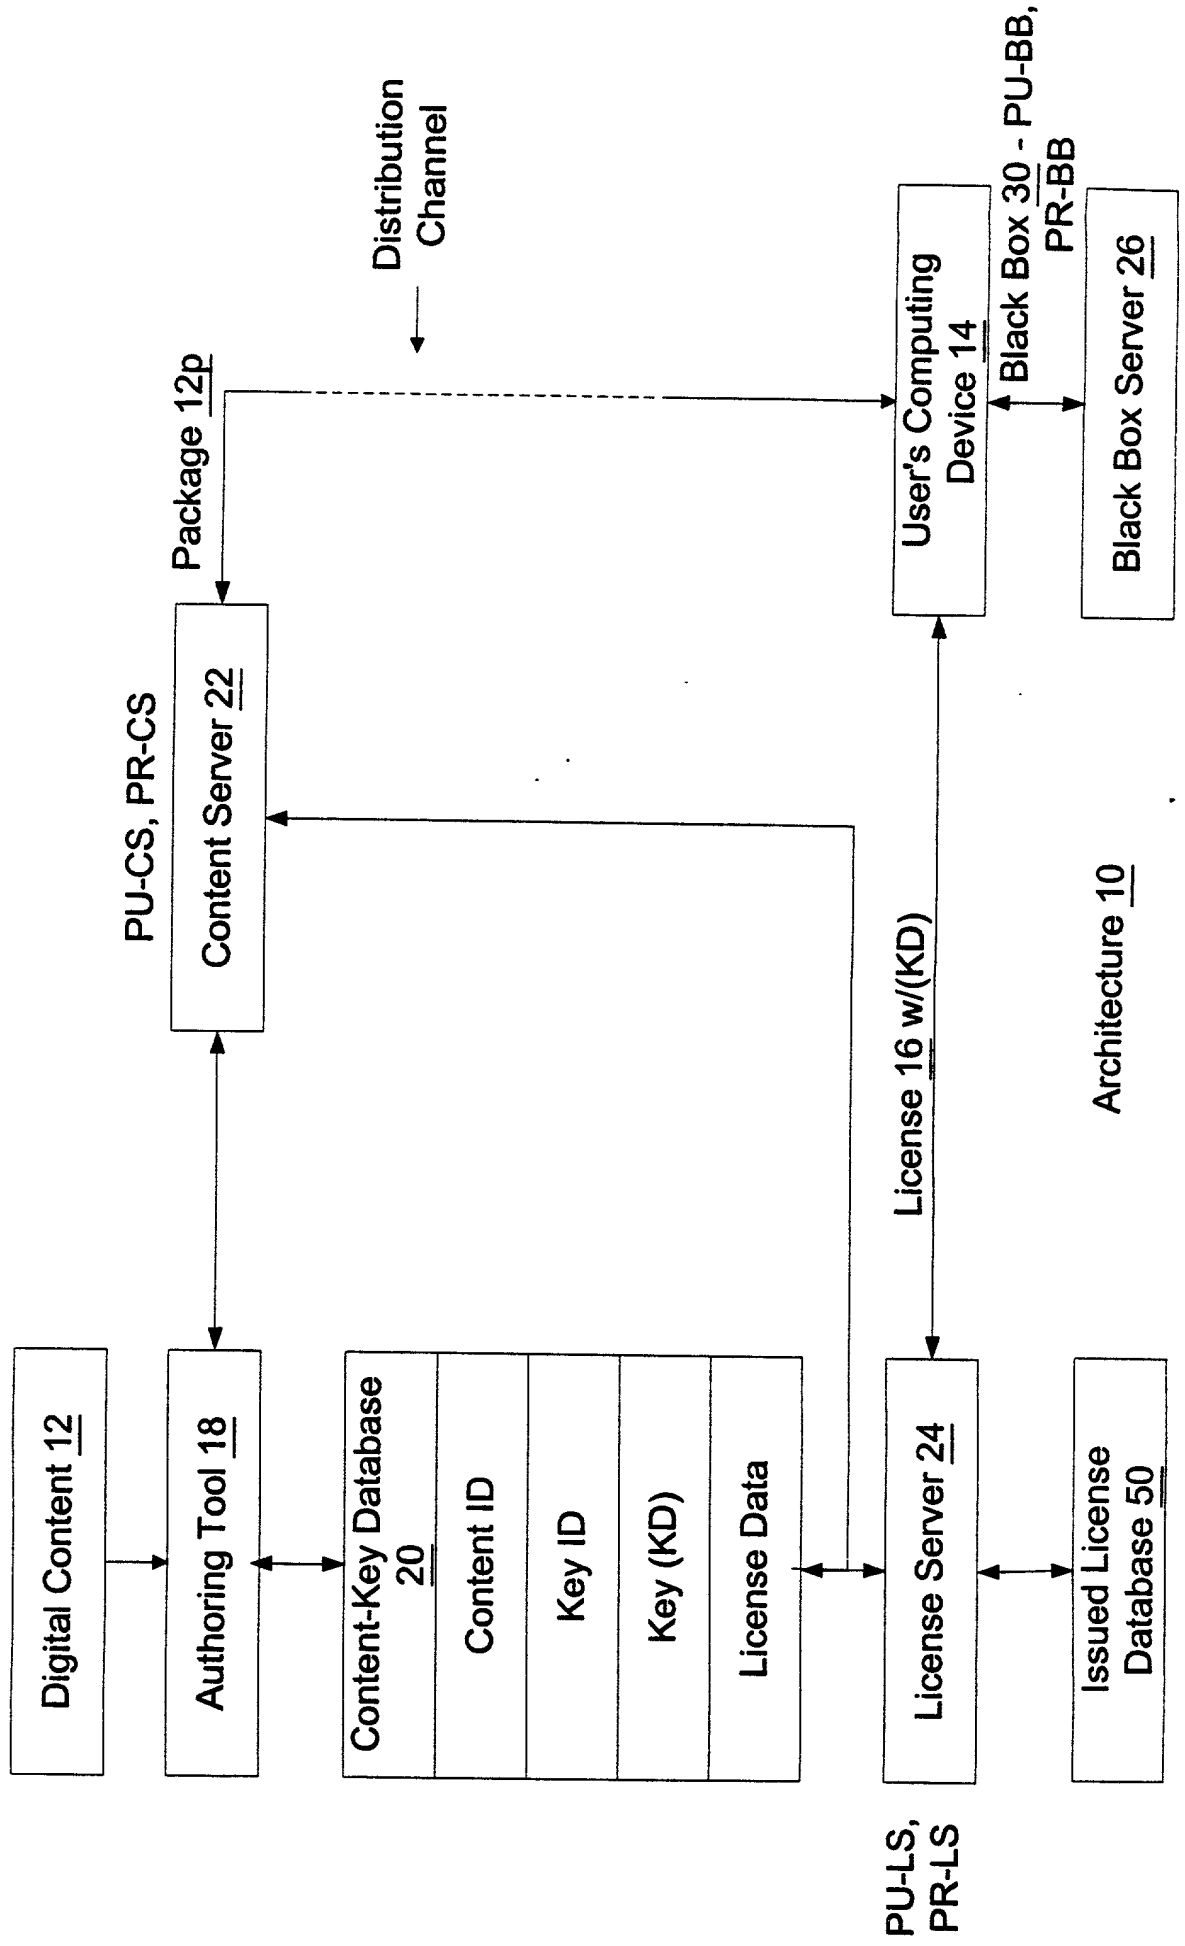 Digital Content 12
PU-CS, PR-CS
Authoring Tool 18
Content Server 22
Package 12p
Distribution
Channel
Content-Key Database
20
Content ID
Key ID
Key (KD)
License Data
PU-LS,
PR-LS
License Server 24
License 16 w/(KD)
User's Computing
Device 14
Black Box 30 - PU-BB,
PR-BB
Issued License
Database 50
Architecture 10
Black Box Server 26